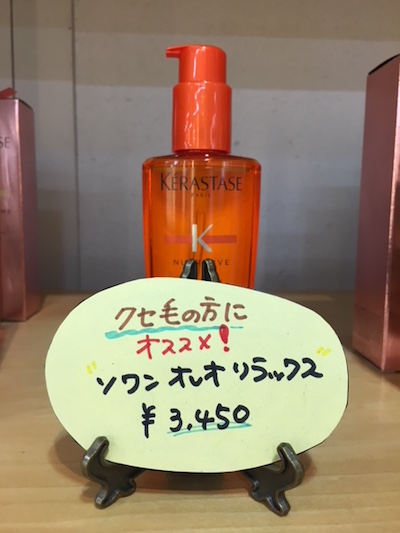 KÉRASTASE
PARIS
K
クセ毛の方に
オススメ!
"ソワン オレオ リラックス"
¥3,450